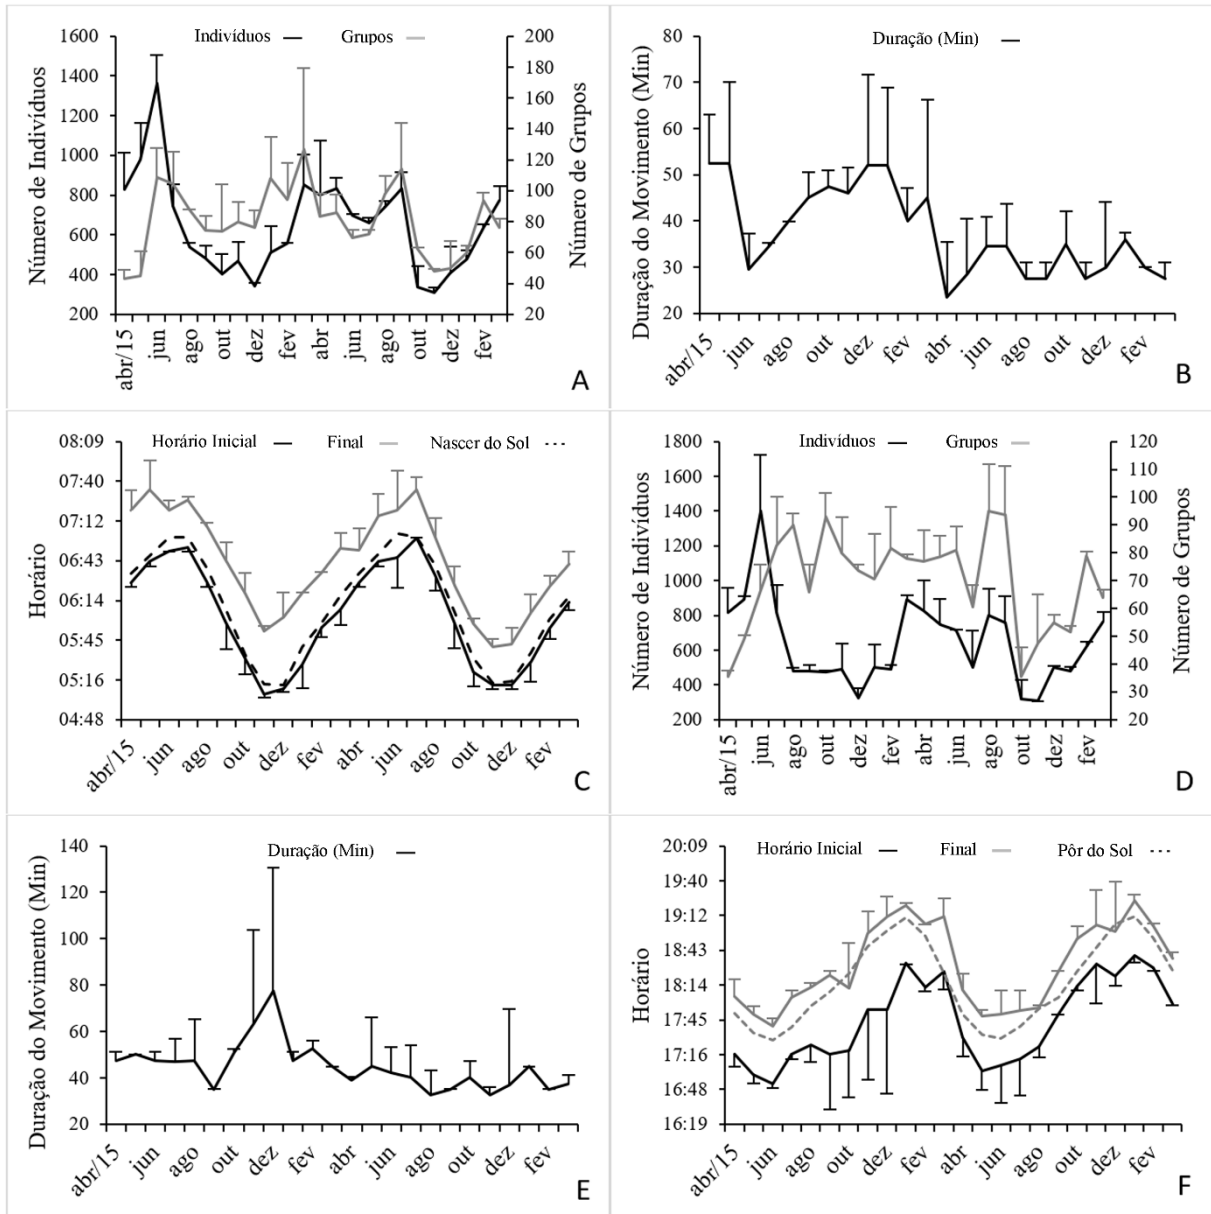 Indivíduos Grupos
1600
1400
1200
1000
800
600
400
200
Número de Indivíduos
200
180
160
140
120
100
80
60
40
20
Número de Grupos
abr/15 jun ago out dez fev abr jun ago out dez fev
A
Duração (Min)
80
70
60
50
40
30
20
Duração do Movimento (Min)
abr/15 jun ago out dez fev abr jun ago out dez fev
B
Horário Inicial Final Nascer do Sol
08:09
07:40
07:12
06:43
06:14
05:45
05:16
04:48
Horário
abr/15 jun ago out dez fev abr jun ago out dez fev
C
Indivíduos Grupos
1800
1600
1400
1200
1000
800
600
400
200
Número de Indivíduos
120
110
100
90
80
70
60
50
40
30
20
Número de Grupos
abr/15 jun ago out dez fev abr jun ago out dez fev
D
Duração (Min)
140
120
100
80
60
40
20
Duração do Movimento (Min)
abr/15 jun ago out dez fev abr jun ago out dez fev
E
Horário Inicial Final Pôr do Sol
20:09
19:40
19:12
18:43
18:14
17:45
17:16
16:48
16:19
Horário
abr/15 jun ago out dez fev abr jun ago out dez fev
F